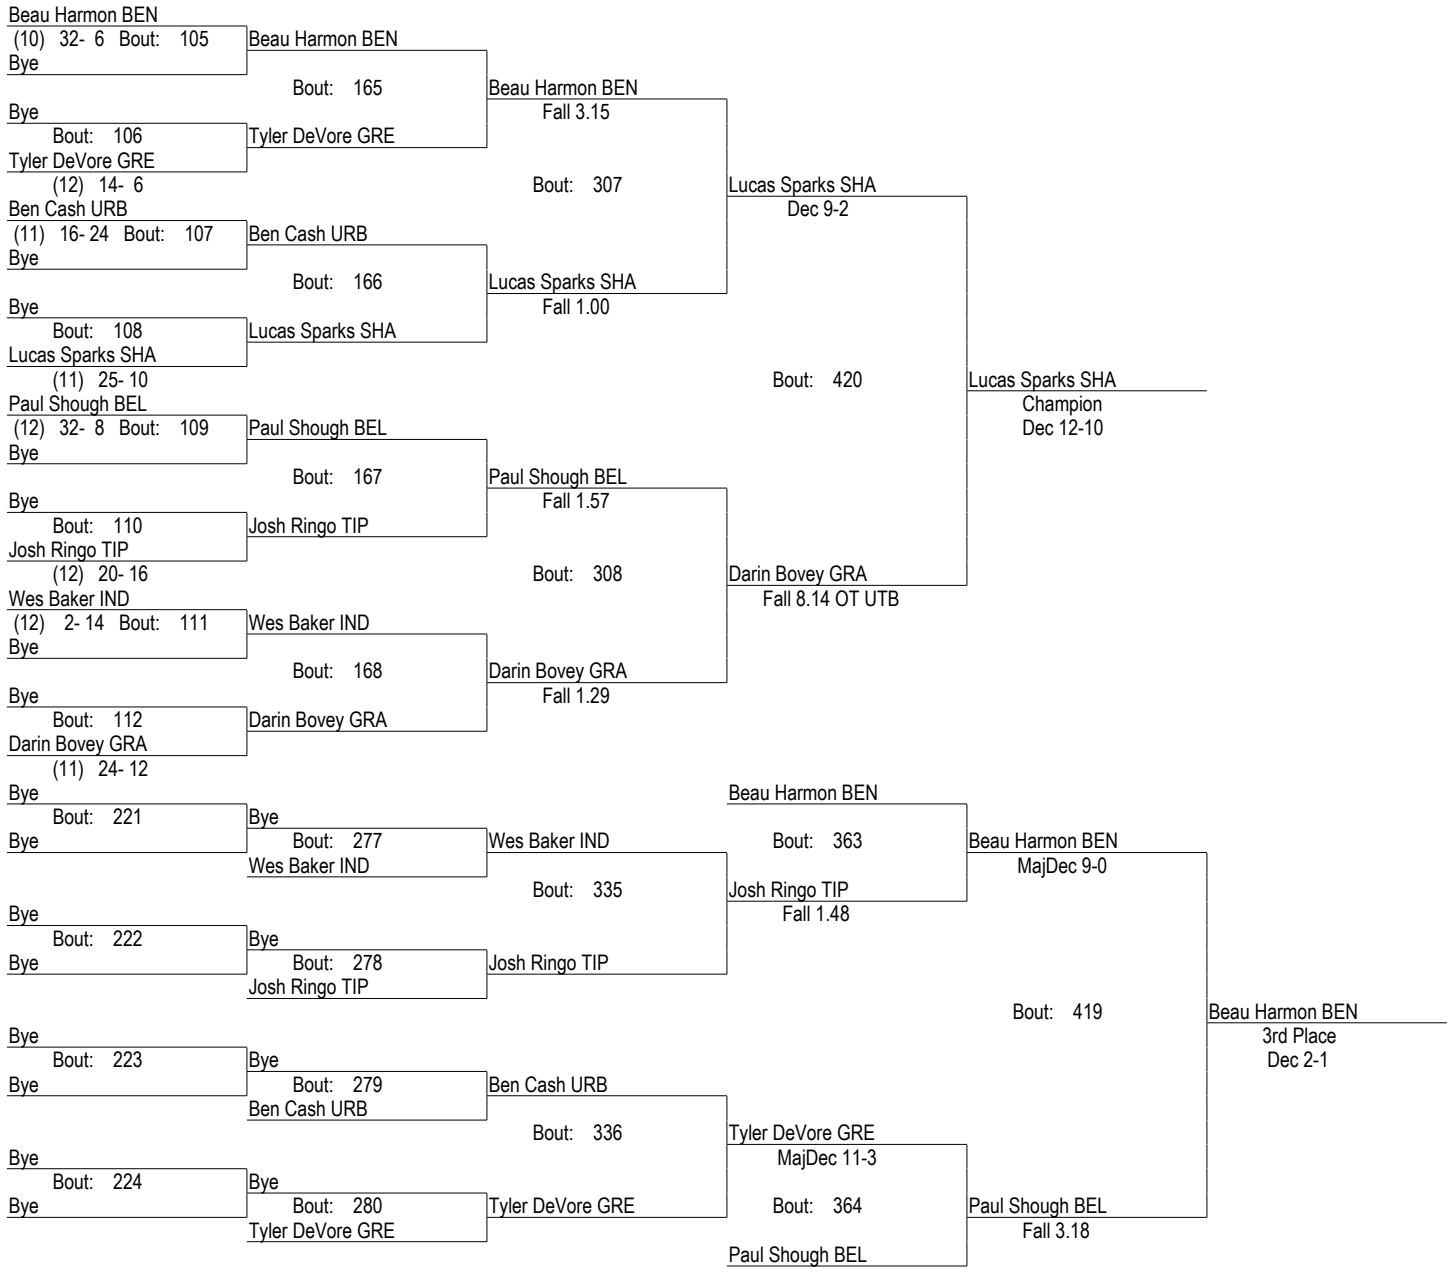 Beau Harmon BEN
(10) 32- 6 Bout: 105 Beau Harmon BEN
Bye
Bout: 165 Beau Harmon BEN
Bye Fall 3.15
Bout: 106 Tyler DeVore GRE
Tyler DeVore GRE
(12) 14- 6 Bout: 307 Lucas Sparks SHA
Ben Cash URB Dec 9-2
(11) 16- 24 Bout: 107 Ben Cash URB
Bye
Bout: 166 Lucas Sparks SHA
Bye Fall 1.00
Bout: 108 Lucas Sparks SHA
Lucas Sparks SHA
(11) 25- 10 Bout: 420 Lucas Sparks SHA
Paul Shough BEL Champion
(12) 32- 8 Bout: 109 Paul Shough BEL Dec 12-10
Bye
Bout: 167 Paul Shough BEL
Bye Fall 1.57
Bout: 110 Josh Ringo TIP
Josh Ringo TIP
(12) 20- 16 Bout: 308 Darin Bovey GRA
Wes Baker IND Fall 8.14 OT UTB
(12) 2- 14 Bout: 111 Wes Baker IND
Bye
Bout: 168 Darin Bovey GRA
Bye Fall 1.29
Bout: 112 Darin Bovey GRA
Darin Bovey GRA
(11) 24- 12
Bye Beau Harmon BEN
Bout: 221 Bye
Bye Bout: 277 Wes Baker IND Bout: 363 Beau Harmon BEN
Wes Baker IND MajDec 9-0
Bout: 335 Josh Ringo TIP
Bye Fall 1.48
Bout: 222 Bye
Bye Bout: 278 Josh Ringo TIP
Josh Ringo TIP
Bout: 419 Beau Harmon BEN
Bye 3rd Place
Bout: 223 Bye Dec 2-1
Bye Bout: 279 Ben Cash URB
Ben Cash URB
Bout: 336 Tyler DeVore GRE
Bye MajDec 11-3
Bout: 224 Bye
Bye Bout: 280 Tyler DeVore GRE Bout: 364 Paul Shough BEL
Tyler DeVore GRE Fall 3.18
Paul Shough BEL